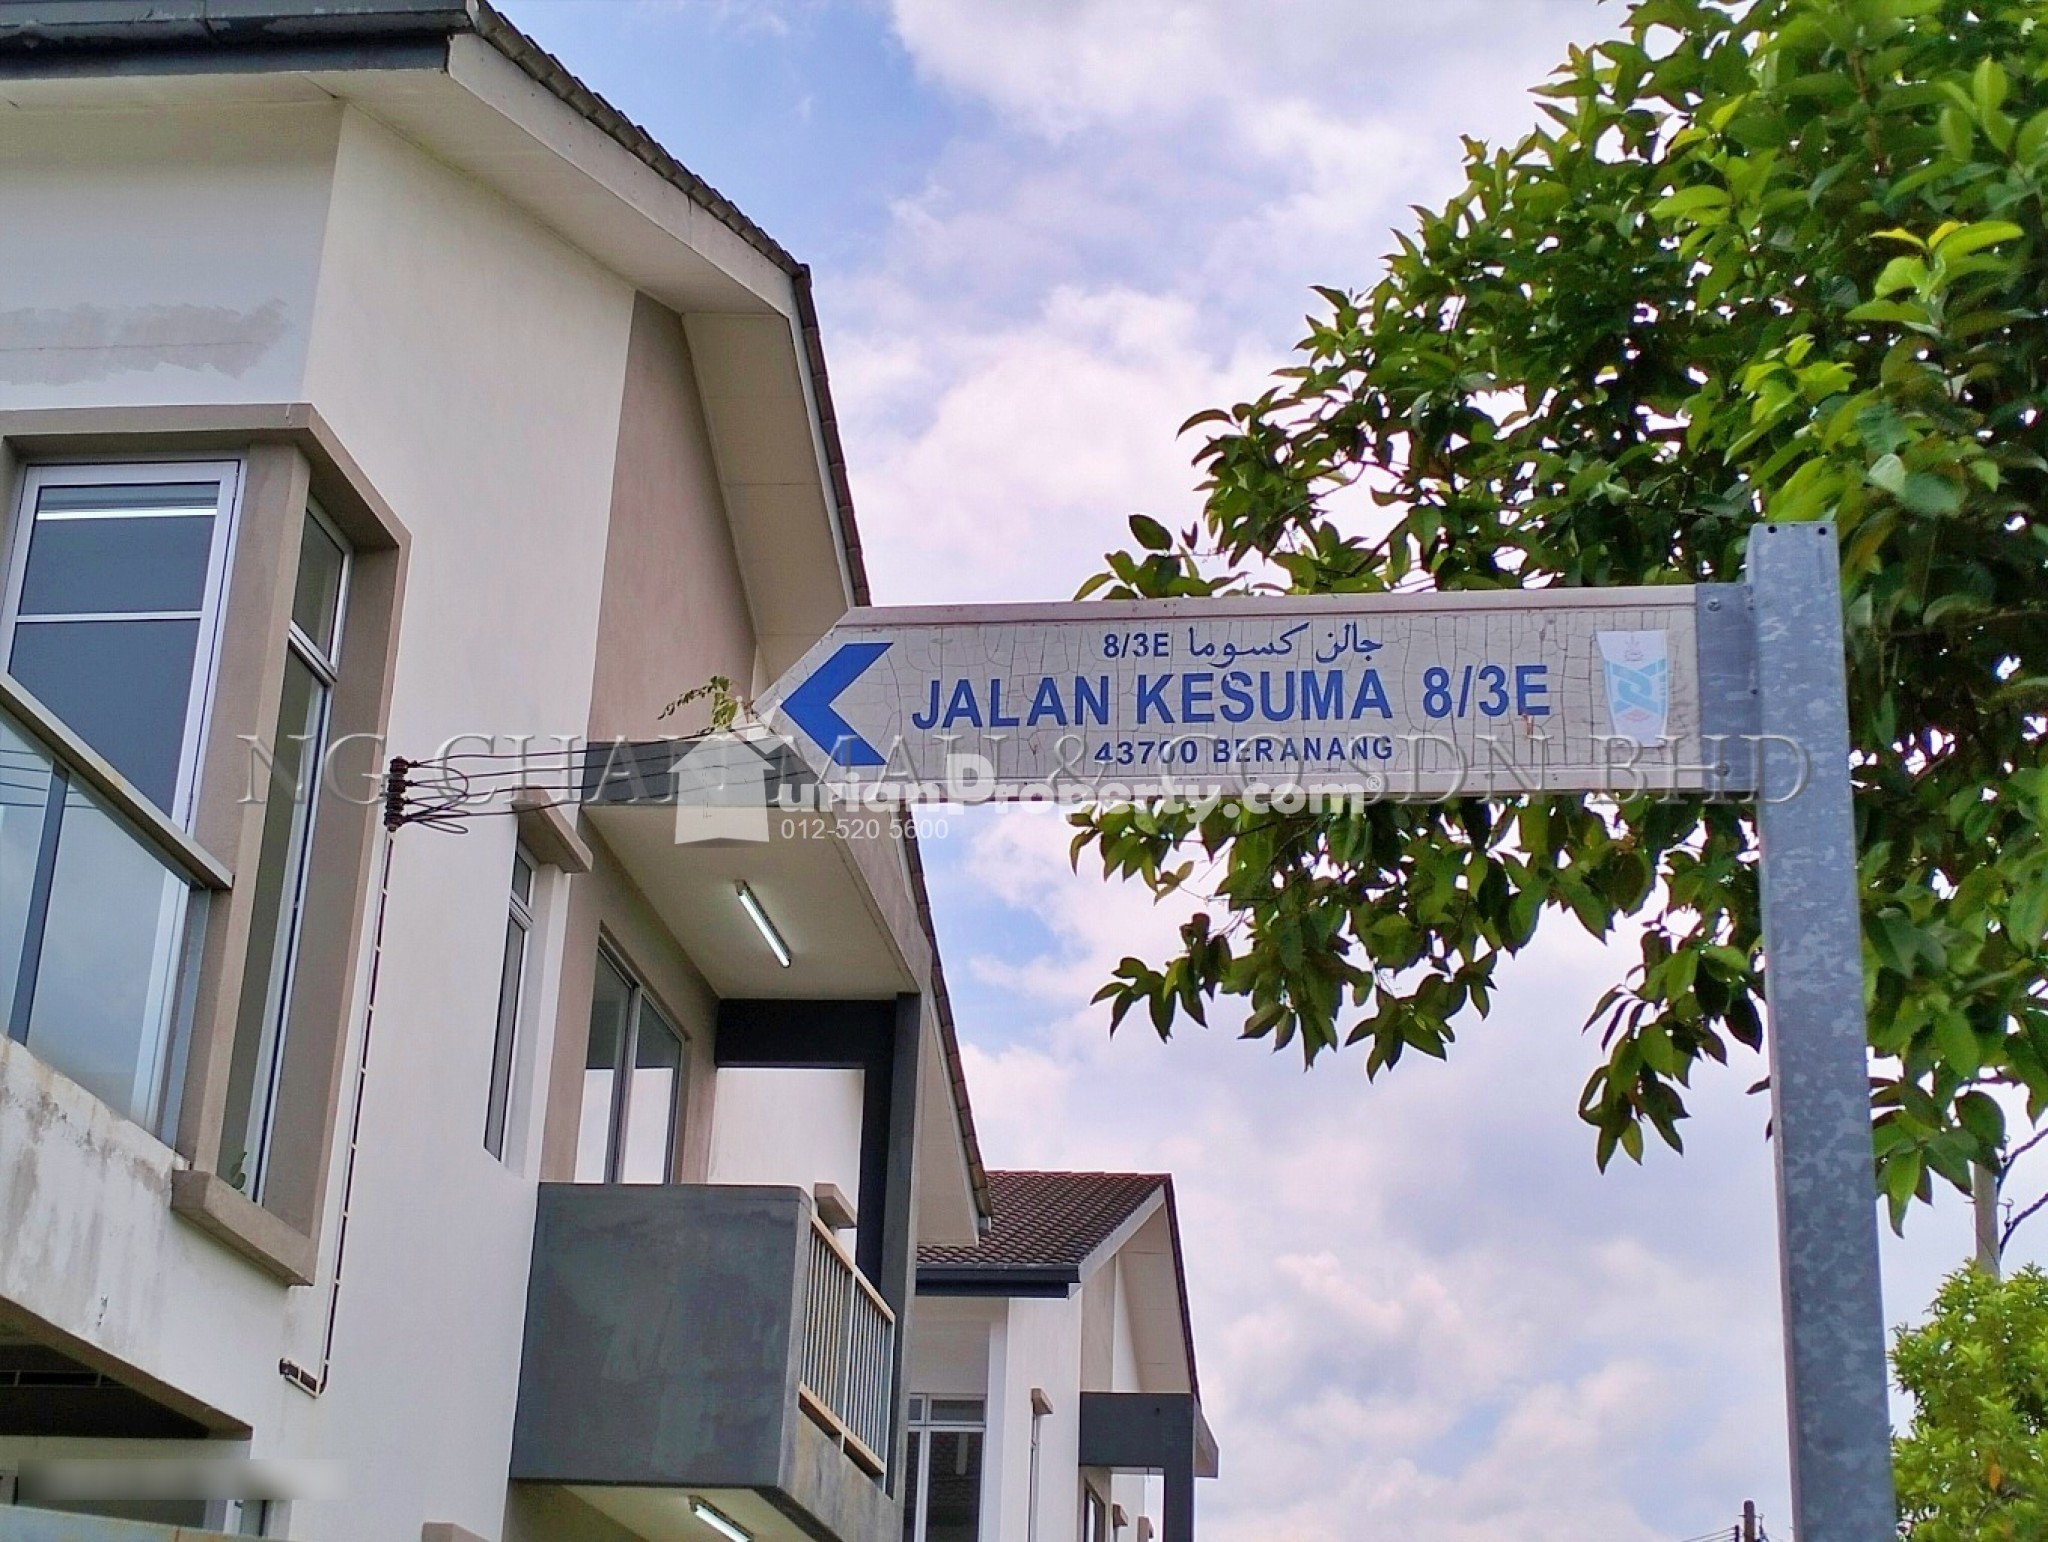 8/3E جالن كسوما
JALAN KESUMA 8/3E
43700 BERANANG
NG CHAN MAU & CO SDN BHD
DurianProperty.com®
012-520 5600